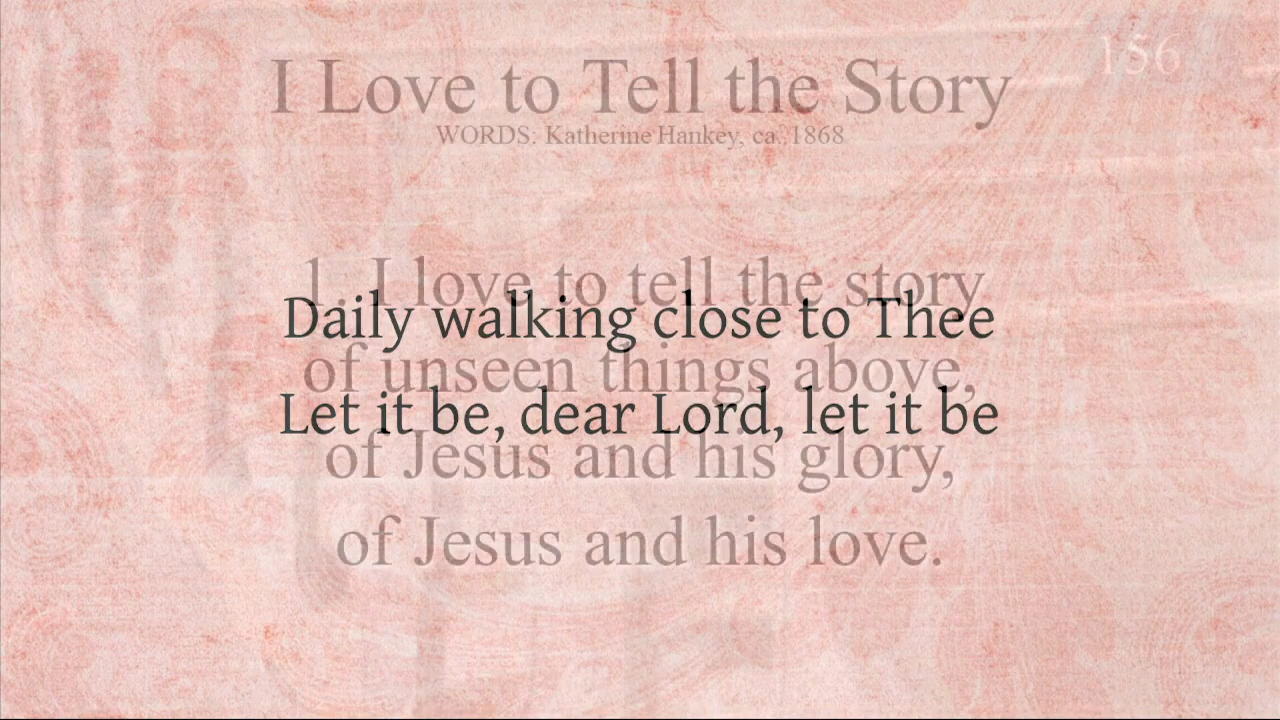 156
I Love to Tell the Story
WORDS: Katherine Hankey, ca. 1868
1. I love to tell the story
Daily walking close to Thee
of unseen things above,
Let it be, dear Lord, let it be
of Jesus and his glory,
of Jesus and his love.